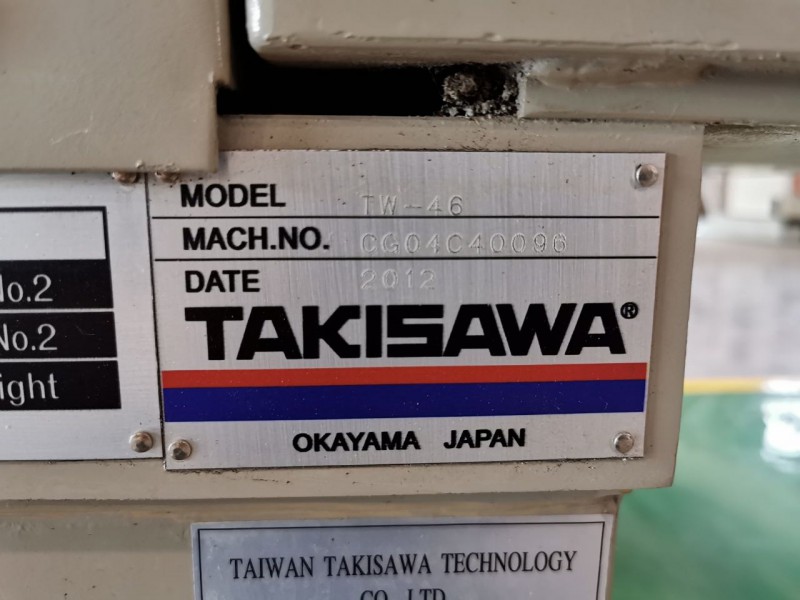 MODEL TW-46
MACH.NO. CG04C40096
DATE 2012
TAKISAWA®
OKAYAMA JAPAN
No.2
No.2
ight
TAIWAN TAKISAWA TECHNOLOGY
CO.,LTD.